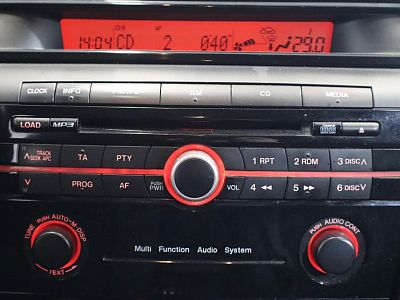 14:04 CD 2 040 29.0
CLOCK INFO AM CD MEDIA
LOAD MP3
TRACK SEEK APC TA PTY 1 RPT 2 RDM 3 DISC
PROG AF PUSH PWR VOL 4 5 6 DISC
PUSH AUTO-M TUNE DISP TEXT
Multi Function Audio System
PUSH AUDIO CONT